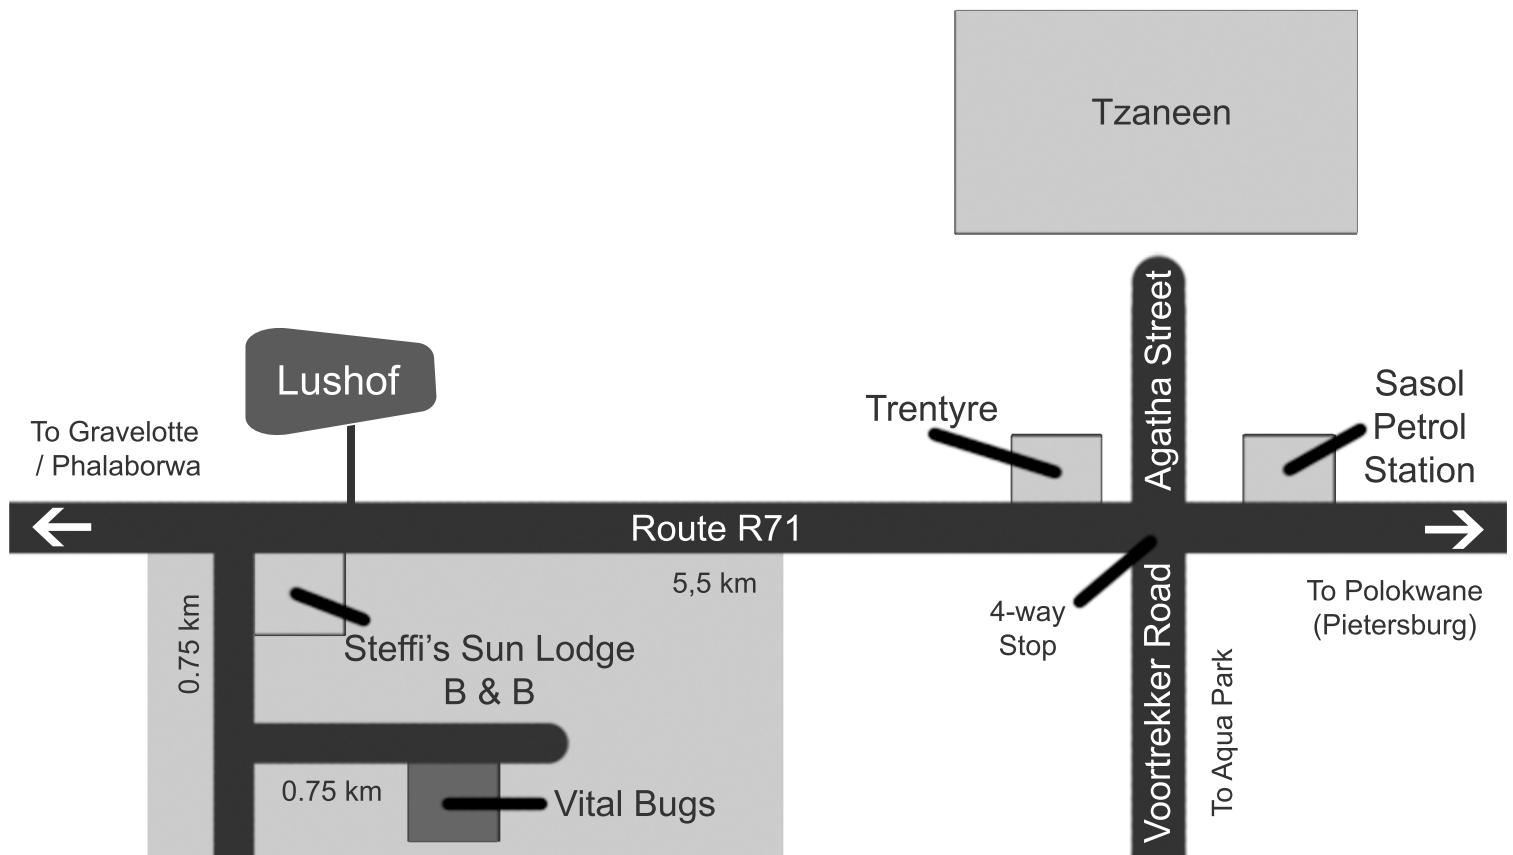 Tzaneen
Agatha Street
Lushof
Trentyre
Sasol
Petrol
Station
To Gravelotte
/ Phalaborwa
Route R71
5,5 km
4-way
Stop
To Polokwane
(Pietersburg)
0.75 km
Steffi’s Sun Lodge
B & B
Voortrekker Road
To Aqua Park
0.75 km
Vital Bugs